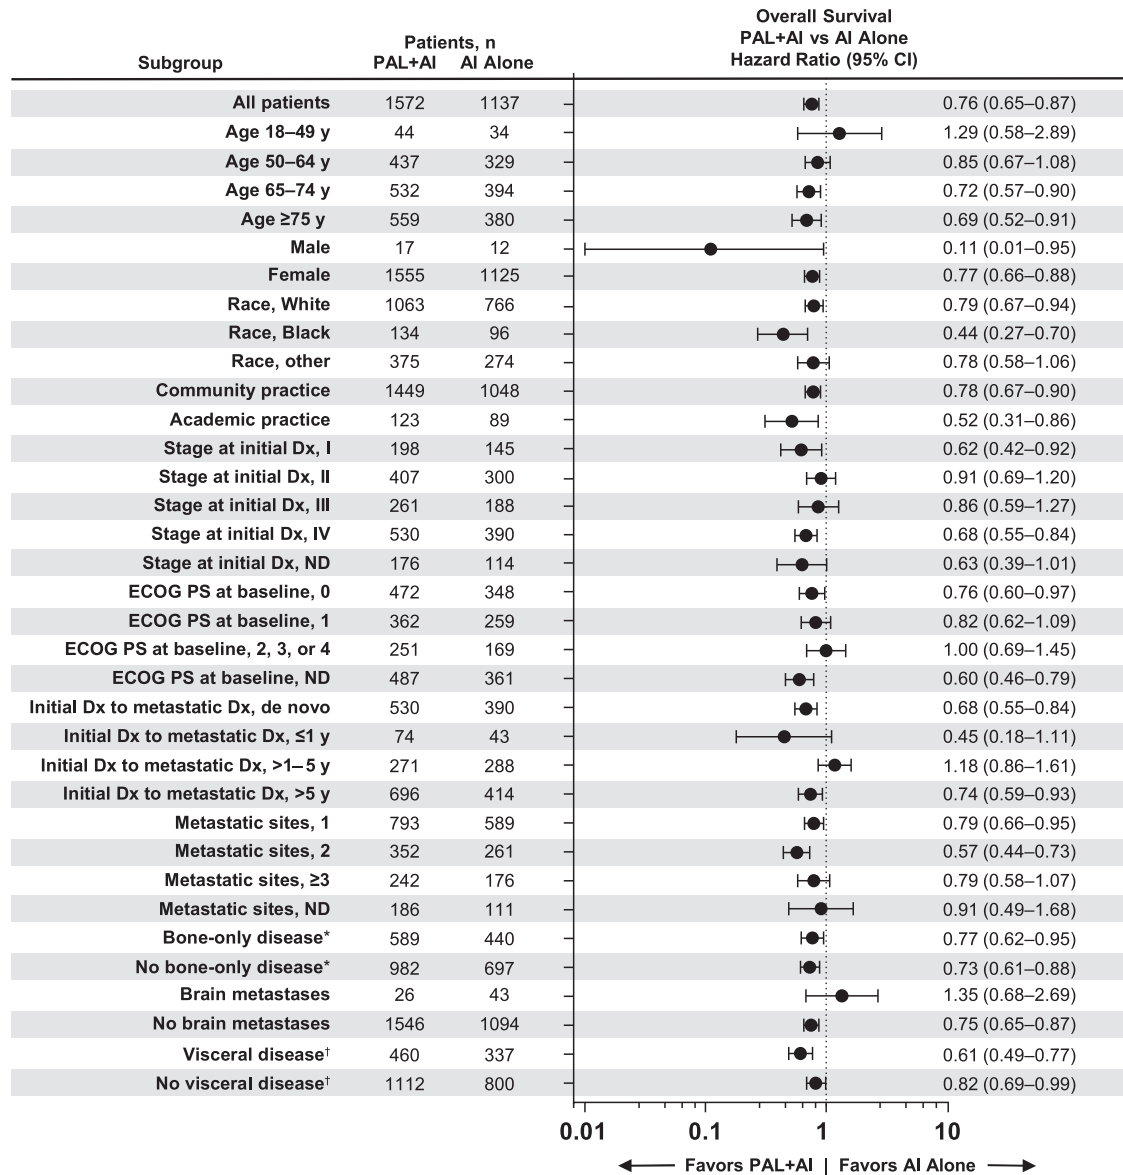 Overall Survival
Patients, n PAL+AI vs AI Alone
Subgroup PAL+AI AI Alone Hazard Ratio (95% CI)
All patients 1572 1137 0.76 (0.65–0.87)
Age 18–49 y 44 34 1.29 (0.58–2.89)
Age 50–64 y 437 329 0.85 (0.67–1.08)
Age 65–74 y 532 394 0.72 (0.57–0.90)
Age ≥75 y 559 380 0.69 (0.52–0.91)
Male 17 12 0.11 (0.01–0.95)
Female 1555 1125 0.77 (0.66–0.88)
Race, White 1063 766 0.79 (0.67–0.94)
Race, Black 134 96 0.44 (0.27–0.70)
Race, other 375 274 0.78 (0.58–1.06)
Community practice 1449 1048 0.78 (0.67–0.90)
Academic practice 123 89 0.52 (0.31–0.86)
Stage at initial Dx, I 198 145 0.62 (0.42–0.92)
Stage at initial Dx, II 407 300 0.91 (0.69–1.20)
Stage at initial Dx, III 261 188 0.86 (0.59–1.27)
Stage at initial Dx, IV 530 390 0.68 (0.55–0.84)
Stage at initial Dx, ND 176 114 0.63 (0.39–1.01)
ECOG PS at baseline, 0 472 348 0.76 (0.60–0.97)
ECOG PS at baseline, 1 362 259 0.82 (0.62–1.09)
ECOG PS at baseline, 2, 3, or 4 251 169 1.00 (0.69–1.45)
ECOG PS at baseline, ND 487 361 0.60 (0.46–0.79)
Initial Dx to metastatic Dx, de novo 530 390 0.68 (0.55–0.84)
Initial Dx to metastatic Dx, ≤1 y 74 43 0.45 (0.18–1.11)
Initial Dx to metastatic Dx, >1–5 y 271 288 1.18 (0.86–1.61)
Initial Dx to metastatic Dx, >5 y 696 414 0.74 (0.59–0.93)
Metastatic sites, 1 793 589 0.79 (0.66–0.95)
Metastatic sites, 2 352 261 0.57 (0.44–0.73)
Metastatic sites, ≥3 242 176 0.79 (0.58–1.07)
Metastatic sites, ND 186 111 0.91 (0.49–1.68)
Bone-only disease* 589 440 0.77 (0.62–0.95)
No bone-only disease* 982 697 0.73 (0.61–0.88)
Brain metastases 26 43 1.35 (0.68–2.69)
No brain metastases 1546 1094 0.75 (0.65–0.87)
Visceral disease† 460 337 0.61 (0.49–0.77)
No visceral disease† 1112 800 0.82 (0.69–0.99)
0.01 0.1 1 10
Favors PAL+AI Favors AI Alone